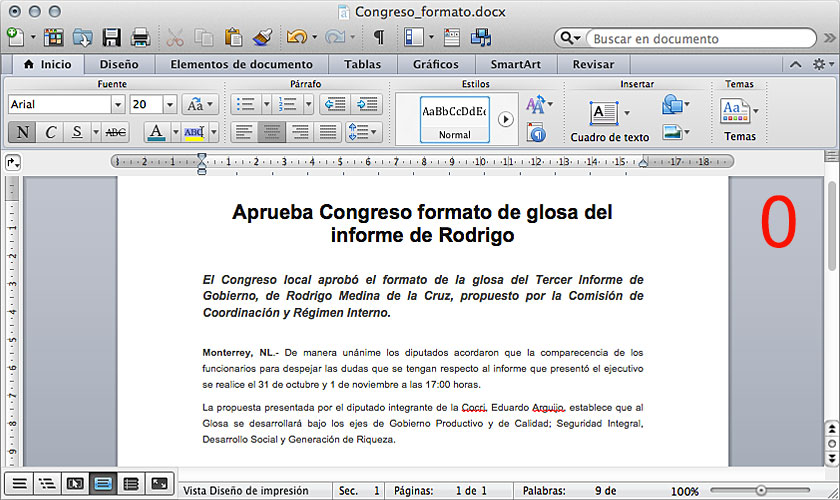 Congreso_formato.docx
Buscar en documento
Inicio Diseño Elementos de documento Tablas Gráficos SmartArt Revisar
Fuente Párrafo Estilos Insertar Temas
Arial 20 Aa AaBbCcDdEe A Aa
N C S ABC A ABC Normal Cuadro de texto Temas
3 2 1 1 2 3 4 5 6 7 8 9 10 11 12 13 14 15 16 17 18
0
Aprueba Congreso formato de glosa del
informe de Rodrigo
El Congreso local aprobó el formato de la glosa del Tercer Informe de
Gobierno, de Rodrigo Medina de la Cruz, propuesto por la Comisión de
Coordinación y Régimen Interno.
Monterrey, NL.- De manera unánime los diputados acordaron que la comparecencia de los
funcionarios para despejar las dudas que se tengan respecto al informe que presentó el ejecutivo
se realice el 31 de octubre y 1 de noviembre a las 17:00 horas.
La propuesta presentada por el diputado integrante de la Cocri, Eduardo Arguijo, establece que al
Glosa se desarrollará bajo los ejes de Gobierno Productivo y de Calidad; Seguridad Integral,
Desarrollo Social y Generación de Riqueza.
Vista Diseño de impresión Sec. 1 Páginas: 1 de 1 Palabras: 9 de 100%